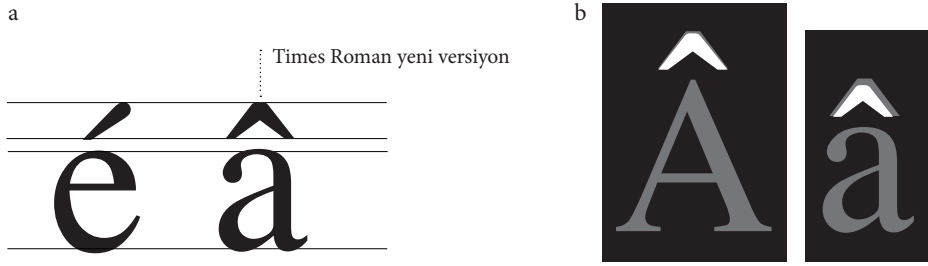 a
Times Roman yeni versiyon
é â
b
Â â